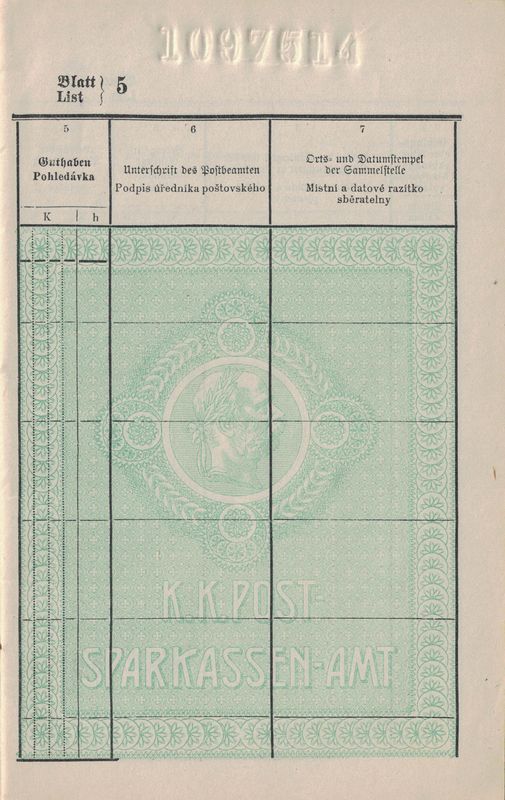 1097514
Blatt
List
5
5
6
7
Guthaben
Pohledávka
K h
Unterschrift des Postbeamten
Podpis úředníka poštovského
Orts- und Datumstempel
der Sammelstelle
Místní a datové razítko
sběratelny
K.K.POST-
SPARKASSEN-AMT